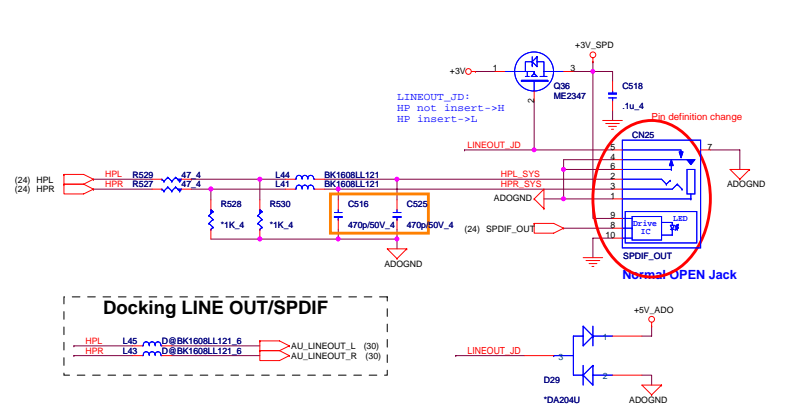 +3V_SPD
+3V
1
3
Q36
ME2347
2
C518
.1u_4
LINEOUT_JD:
HP not insert->H
HP insert->L
Pin definition change
CN25
LINEOUT_JD
5
7
4
6
(24) HPL
HPL
R529
47_4
L44
BK1608LL121
HPL_SYS
2
(24) HPR
HPR
R527
47_4
L41
BK1608LL121
HPR_SYS
3
ADOGND
1
ADOGND
R528
*1K_4
R530
*1K_4
C516
470p/50V_4
C525
470p/50V_4
ADOGND
(24) SPDIF_OUT
9
8
10
Drive
IC
LED
SPDIF_OUT
Normal OPEN Jack
Docking LINE OUT/SPDIF
HPL
L45
D@BK1608LL121_6
AU_LINEOUT_L (30)
HPR
L43
D@BK1608LL121_6
AU_LINEOUT_R (30)
+5V_ADO
LINEOUT_JD
3
1
2
D29
*DA204U
ADOGND